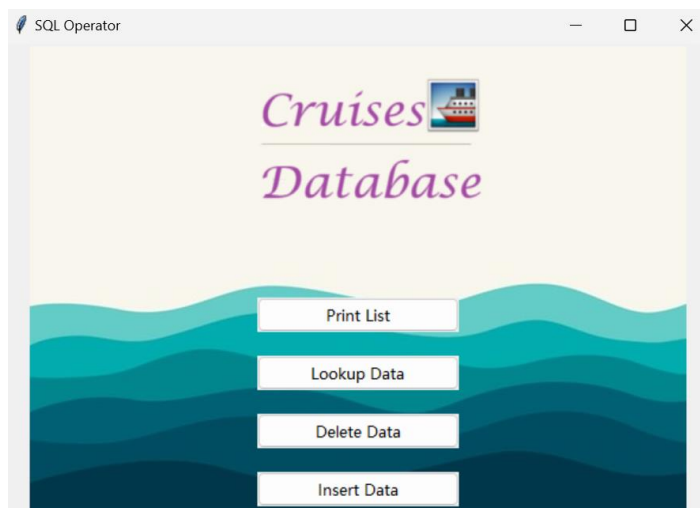 SQL Operator
Cruises
Database
Print List
Lookup Data
Delete Data
Insert Data